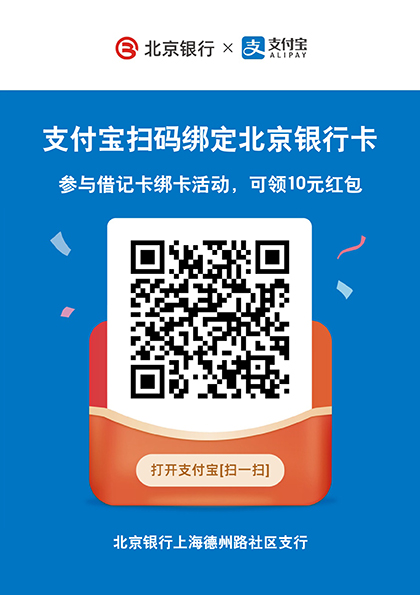 北京银行 × 支 支付宝
ALIPAY
支付宝扫码绑定北京银行卡
参与借记卡绑卡活动，可领10元红包
打开支付宝[扫一扫]
北京银行上海德州路社区支行